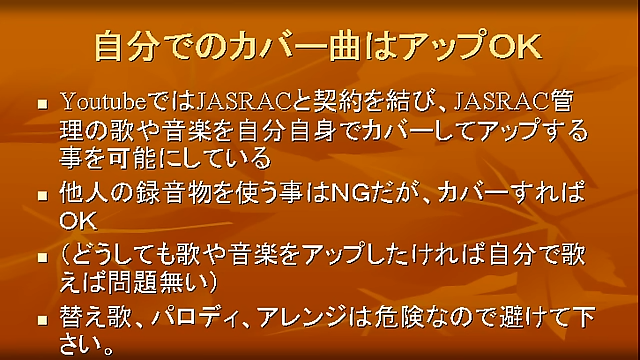 自分でのカバー曲はアップOK
YoutubeではJASRACと契約を結び、JASRAC管
理の歌や音楽を自分自身でカバーしてアップする
事を可能にしている
他人の録音物を使う事はNGだが、カバーすれば
OK
（どうしても歌や音楽をアップしたければ自分で歌
えば問題無い）
替え歌、パロディ、アレンジは危険なので避けて下
さい。